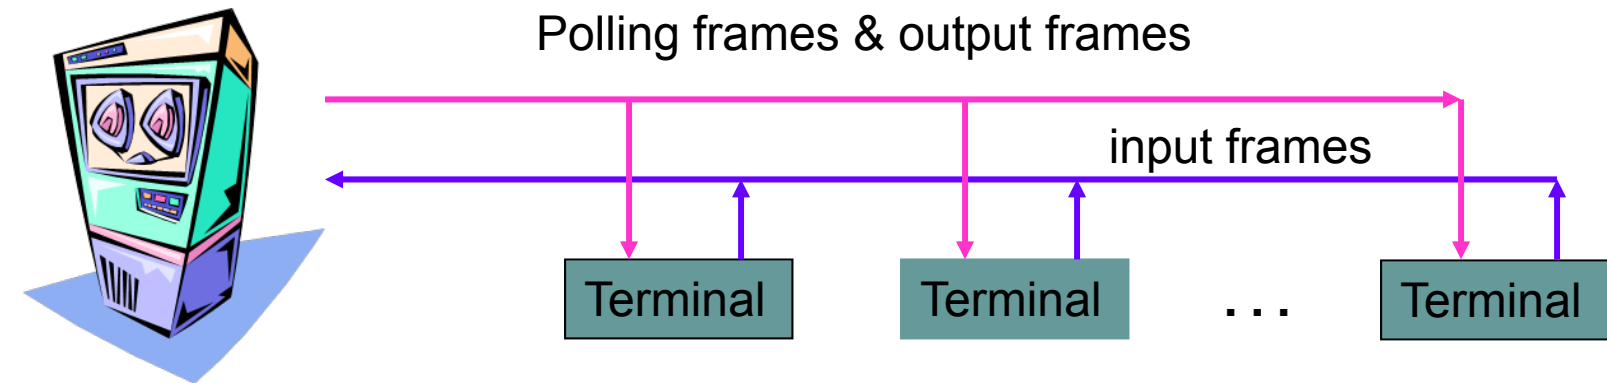 Polling frames & output frames
input frames
Terminal Terminal ... Terminal